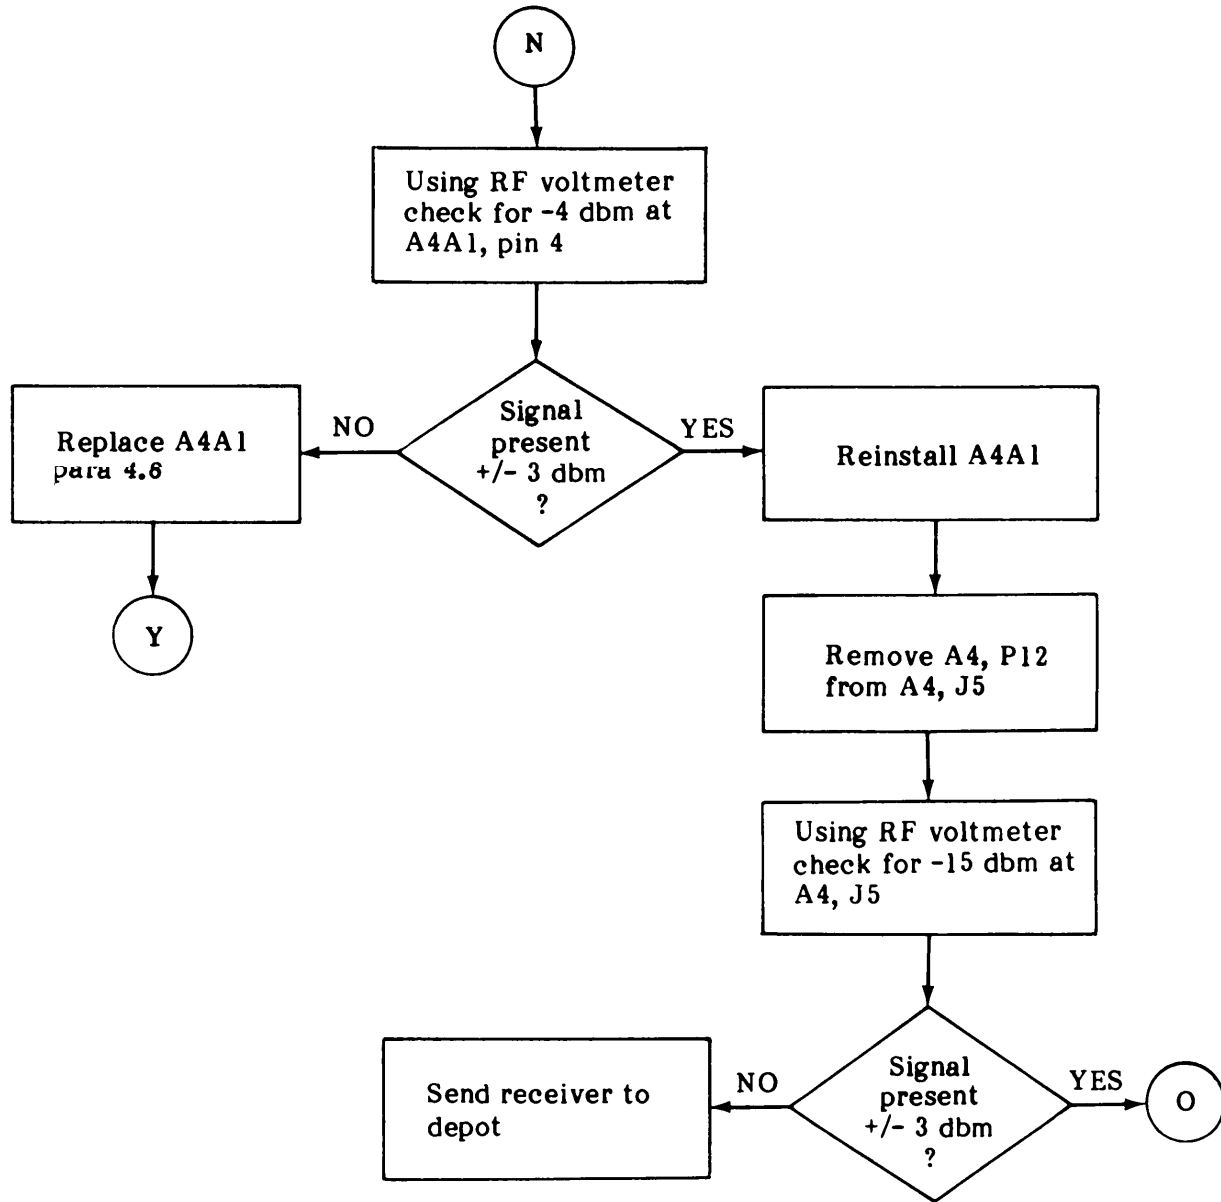 N
Using RF voltmeter
check for -4 dbm at
A4A1, pin 4
Signal
present
+/- 3 dbm
?
NO
YES
Replace A4A1
para 4.6
Y
Reinstall A4A1
Remove A4, P12
from A4, J5
Using RF voltmeter
check for -15 dbm at
A4, J5
Signal
present
+/- 3 dbm
?
NO
YES
Send receiver to
depot
O